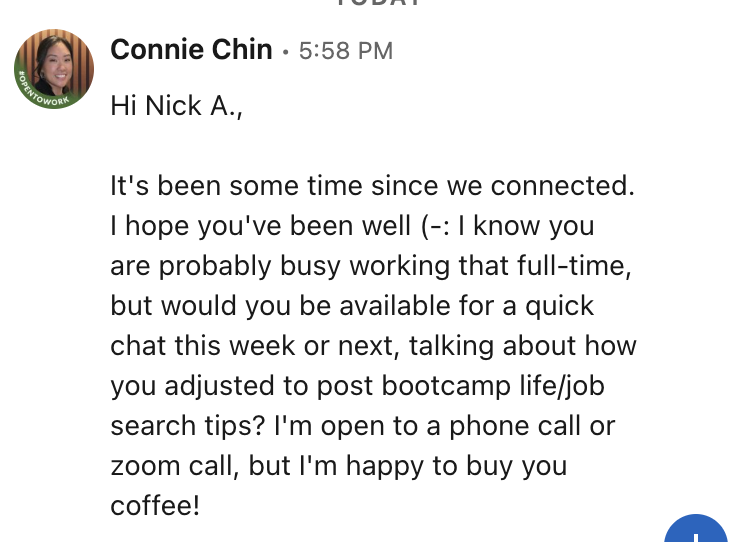 TODAY
Connie Chin • 5:58 PM
#OPENTOWORK
Hi Nick A.,
It's been some time since we connected.
I hope you've been well (-: I know you
are probably busy working that full-time,
but would you be available for a quick
chat this week or next, talking about how
you adjusted to post bootcamp life/job
search tips? I'm open to a phone call or
zoom call, but I'm happy to buy you
coffee!